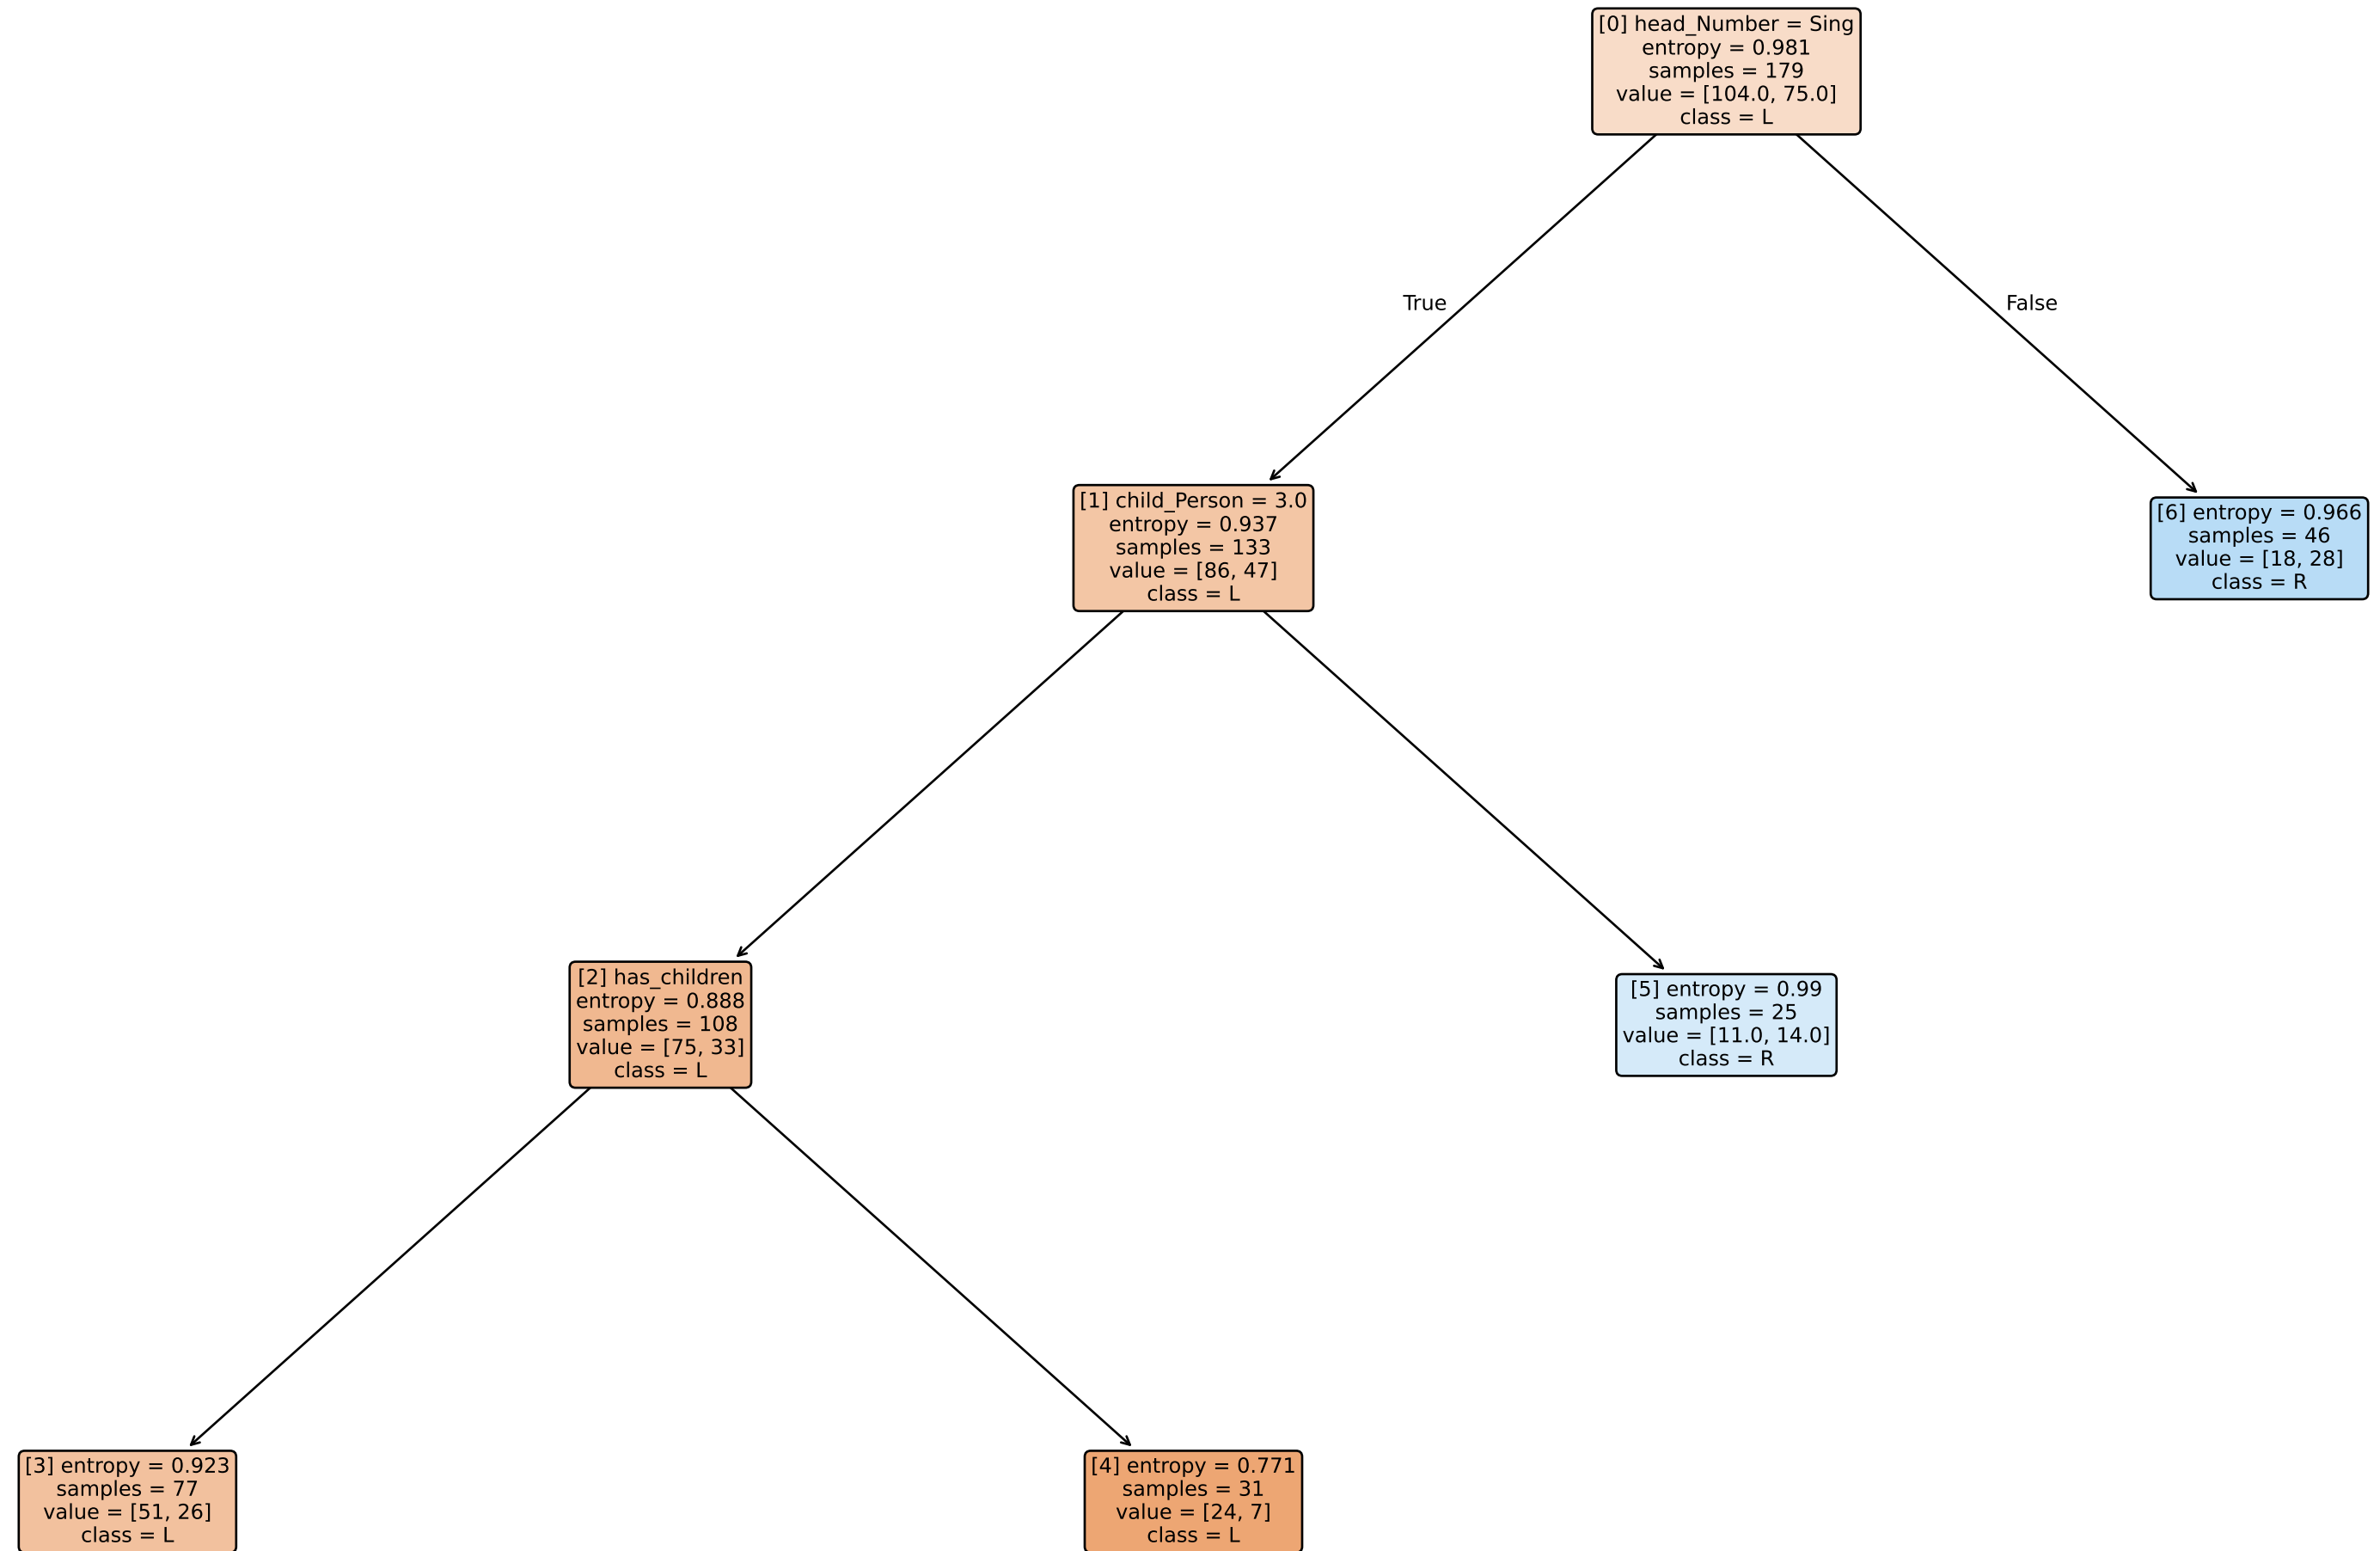 [0] head_Number = Sing
entropy = 0.981
samples = 179
value = [104.0, 75.0]
class = L
True
False
[1] child_Person = 3.0
entropy = 0.937
samples = 133
value = [86, 47]
class = L
[6] entropy = 0.966
samples = 46
value = [18, 28]
class = R
[2] has_children
entropy = 0.888
samples = 108
value = [75, 33]
class = L
[5] entropy = 0.99
samples = 25
value = [11.0, 14.0]
class = R
[3] entropy = 0.923
samples = 77
value = [51, 26]
class = L
[4] entropy = 0.771
samples = 31
value = [24, 7]
class = L